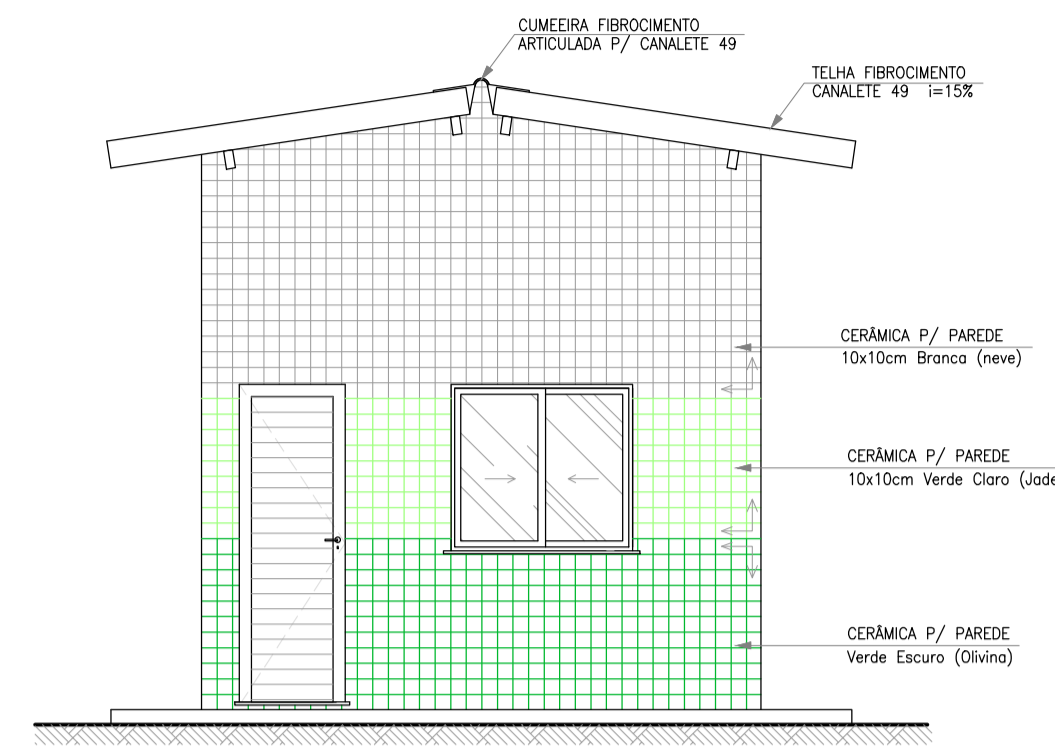 CUMEEIRA FIBROCIMENTO
ARTICULADA P/ CANALETE 49
TELHA FIBROCIMENTO
CANALETE 49 i=15%
CERÂMICA P/ PAREDE
10x10cm Branca (neve)
CERÂMICA P/ PAREDE
10x10cm Verde Claro (Jade
CERÂMICA P/ PAREDE
Verde Escuro (Olivina)